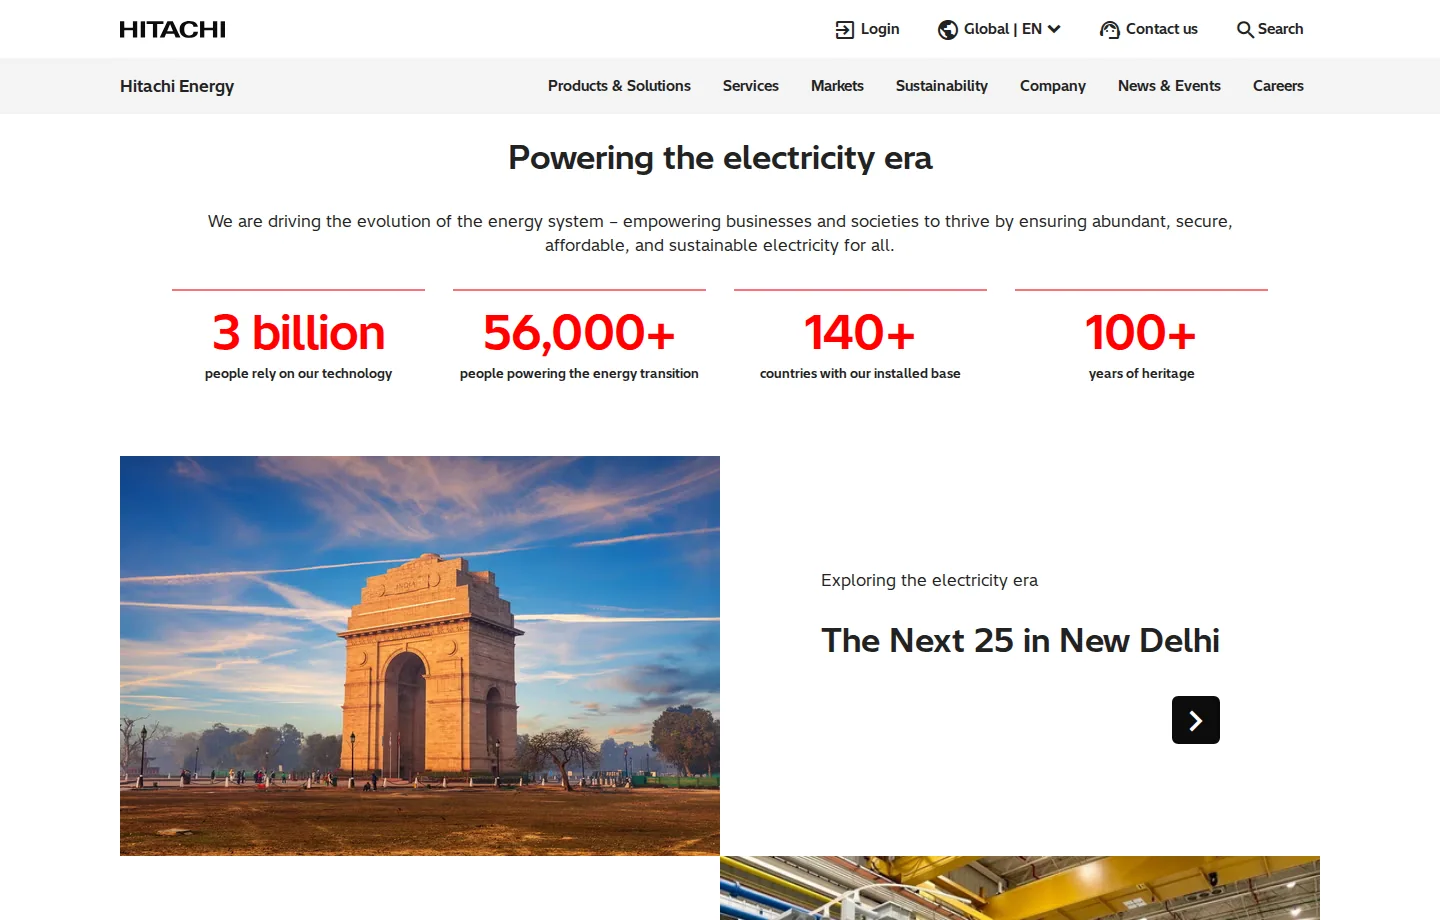 HITACHI
Login
Global | EN
Contact us
Search
Hitachi Energy
Products & Solutions
Services
Markets
Sustainability
Company
News & Events
Careers
Powering the electricity era
We are driving the evolution of the energy system – empowering businesses and societies to thrive by ensuring abundant, secure,
affordable, and sustainable electricity for all.
3 billion
people rely on our technology
56,000+
people powering the energy transition
140+
countries with our installed base
100+
years of heritage
INDIA
Exploring the electricity era
The Next 25 in New Delhi